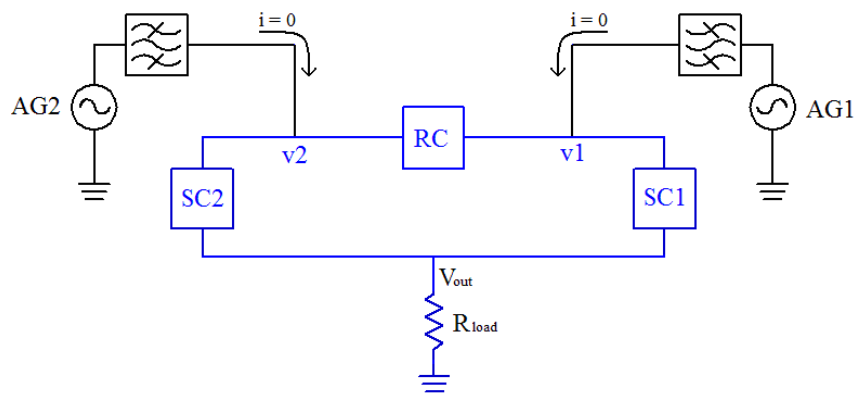 i = 0
i = 0
AG2
AG1
RC
v2
v1
SC2
SC1
Vout
Rload